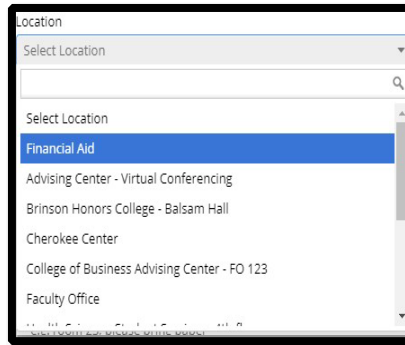 Location
Select Location
Select Location
Financial Aid
Advising Center - Virtual Conferencing
Brinson Honors College - Balsam Hall
Cherokee Center
College of Business Advising Center - FO 123
Faculty Office